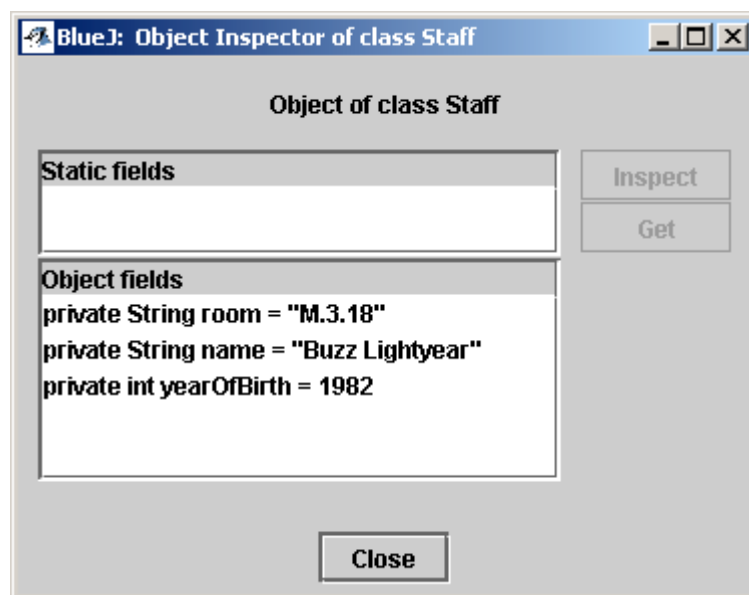 BlueJ: Object Inspector of class Staff
Object of class Staff
Static fields
Inspect
Get
Object fields
private String room = "M.3.18"
private String name = "Buzz Lightyear"
private int yearOfBirth = 1982
Close